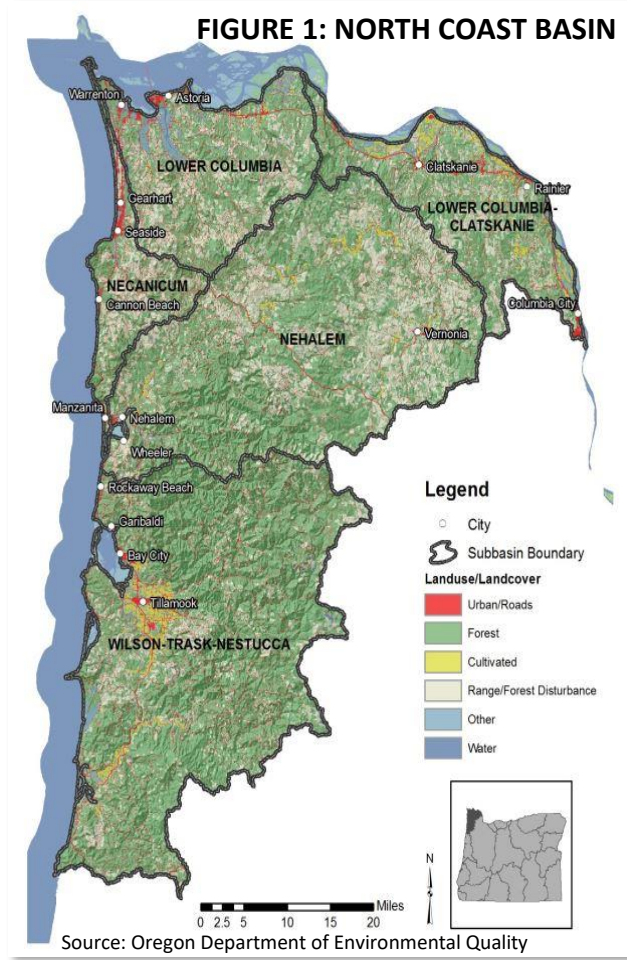 FIGURE 1: NORTH COAST BASIN
Warrenton
Astoria
LOWER COLUMBIA
Clatskanie
Rainier
LOWER COLUMBIA-
CLATSKANIE
Gearhart
Seaside
NECANICUM
Cannon Beach
Columbia City
NEHALEM
Vernonia
Manzanita
Nehalem
Wheeler
Rockaway Beach
Garibaldi
Bay City
Tillamook
WILSON-TRASK-NESTUCCA
Legend
City
Subbasin Boundary
Landuse/Landcover
Urban/Roads
Forest
Cultivated
Range/Forest Disturbance
Other
Water
N
Miles
0 2.5 5 10 15 20
Source: Oregon Department of Environmental Quality